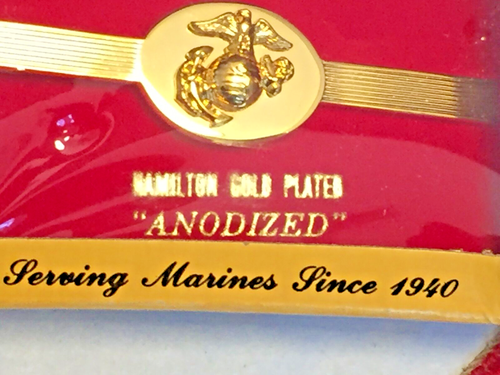 HAMILTON GOLD PLATED
"ANODIZED"
Serving Marines Since 1940